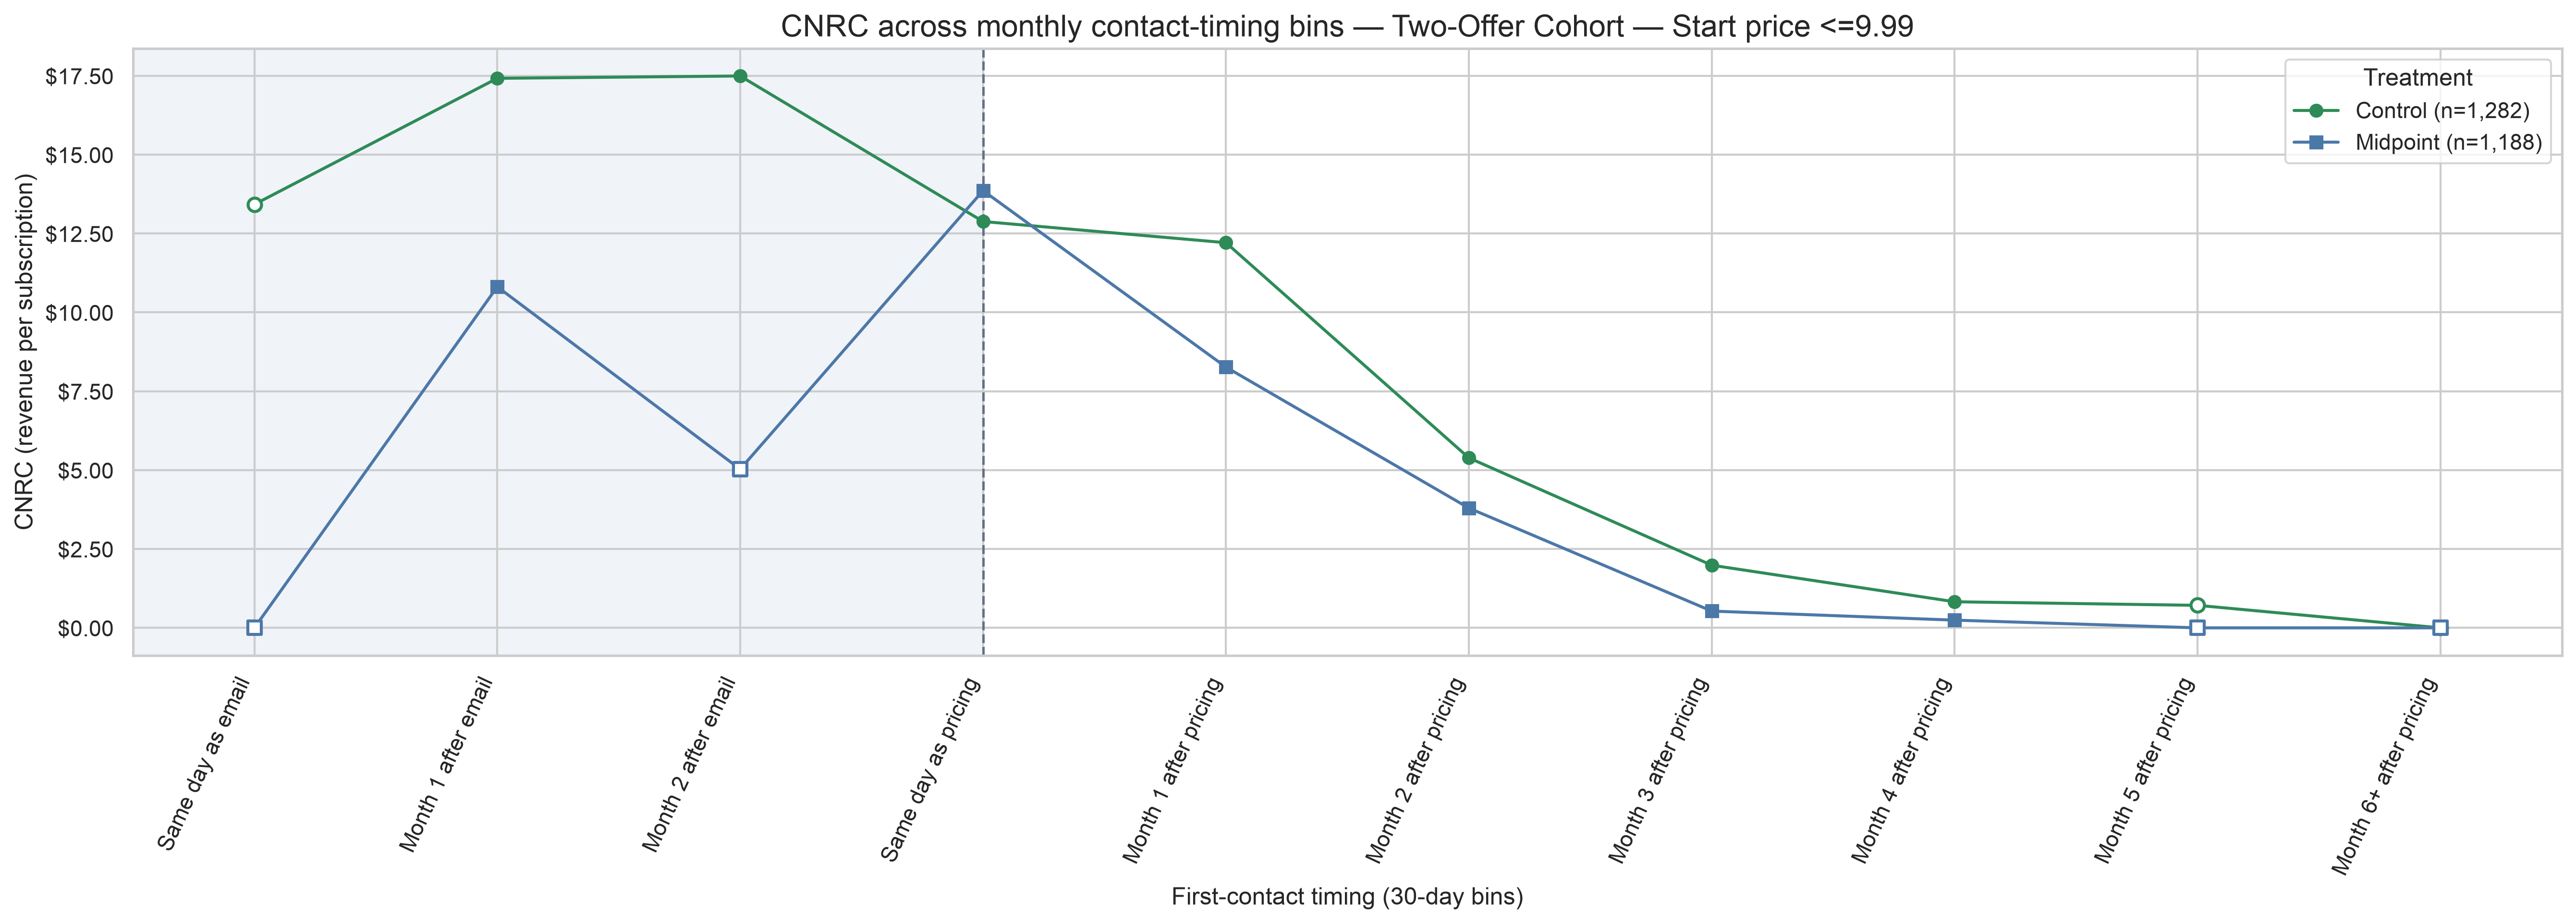 CNRC across monthly contact-timing bins — Two-Offer Cohort — Start price <=9.99
Treatment
Control (n=1,282)
Midpoint (n=1,188)
CNRC (revenue per subscription)
$17.50
$15.00
$12.50
$10.00
$7.50
$5.00
$2.50
$0.00
Same day as email
Month 1 after email
Month 2 after email
Same day as pricing
Month 1 after pricing
Month 2 after pricing
Month 3 after pricing
Month 4 after pricing
Month 5 after pricing
Month 6+ after pricing
First-contact timing (30-day bins)